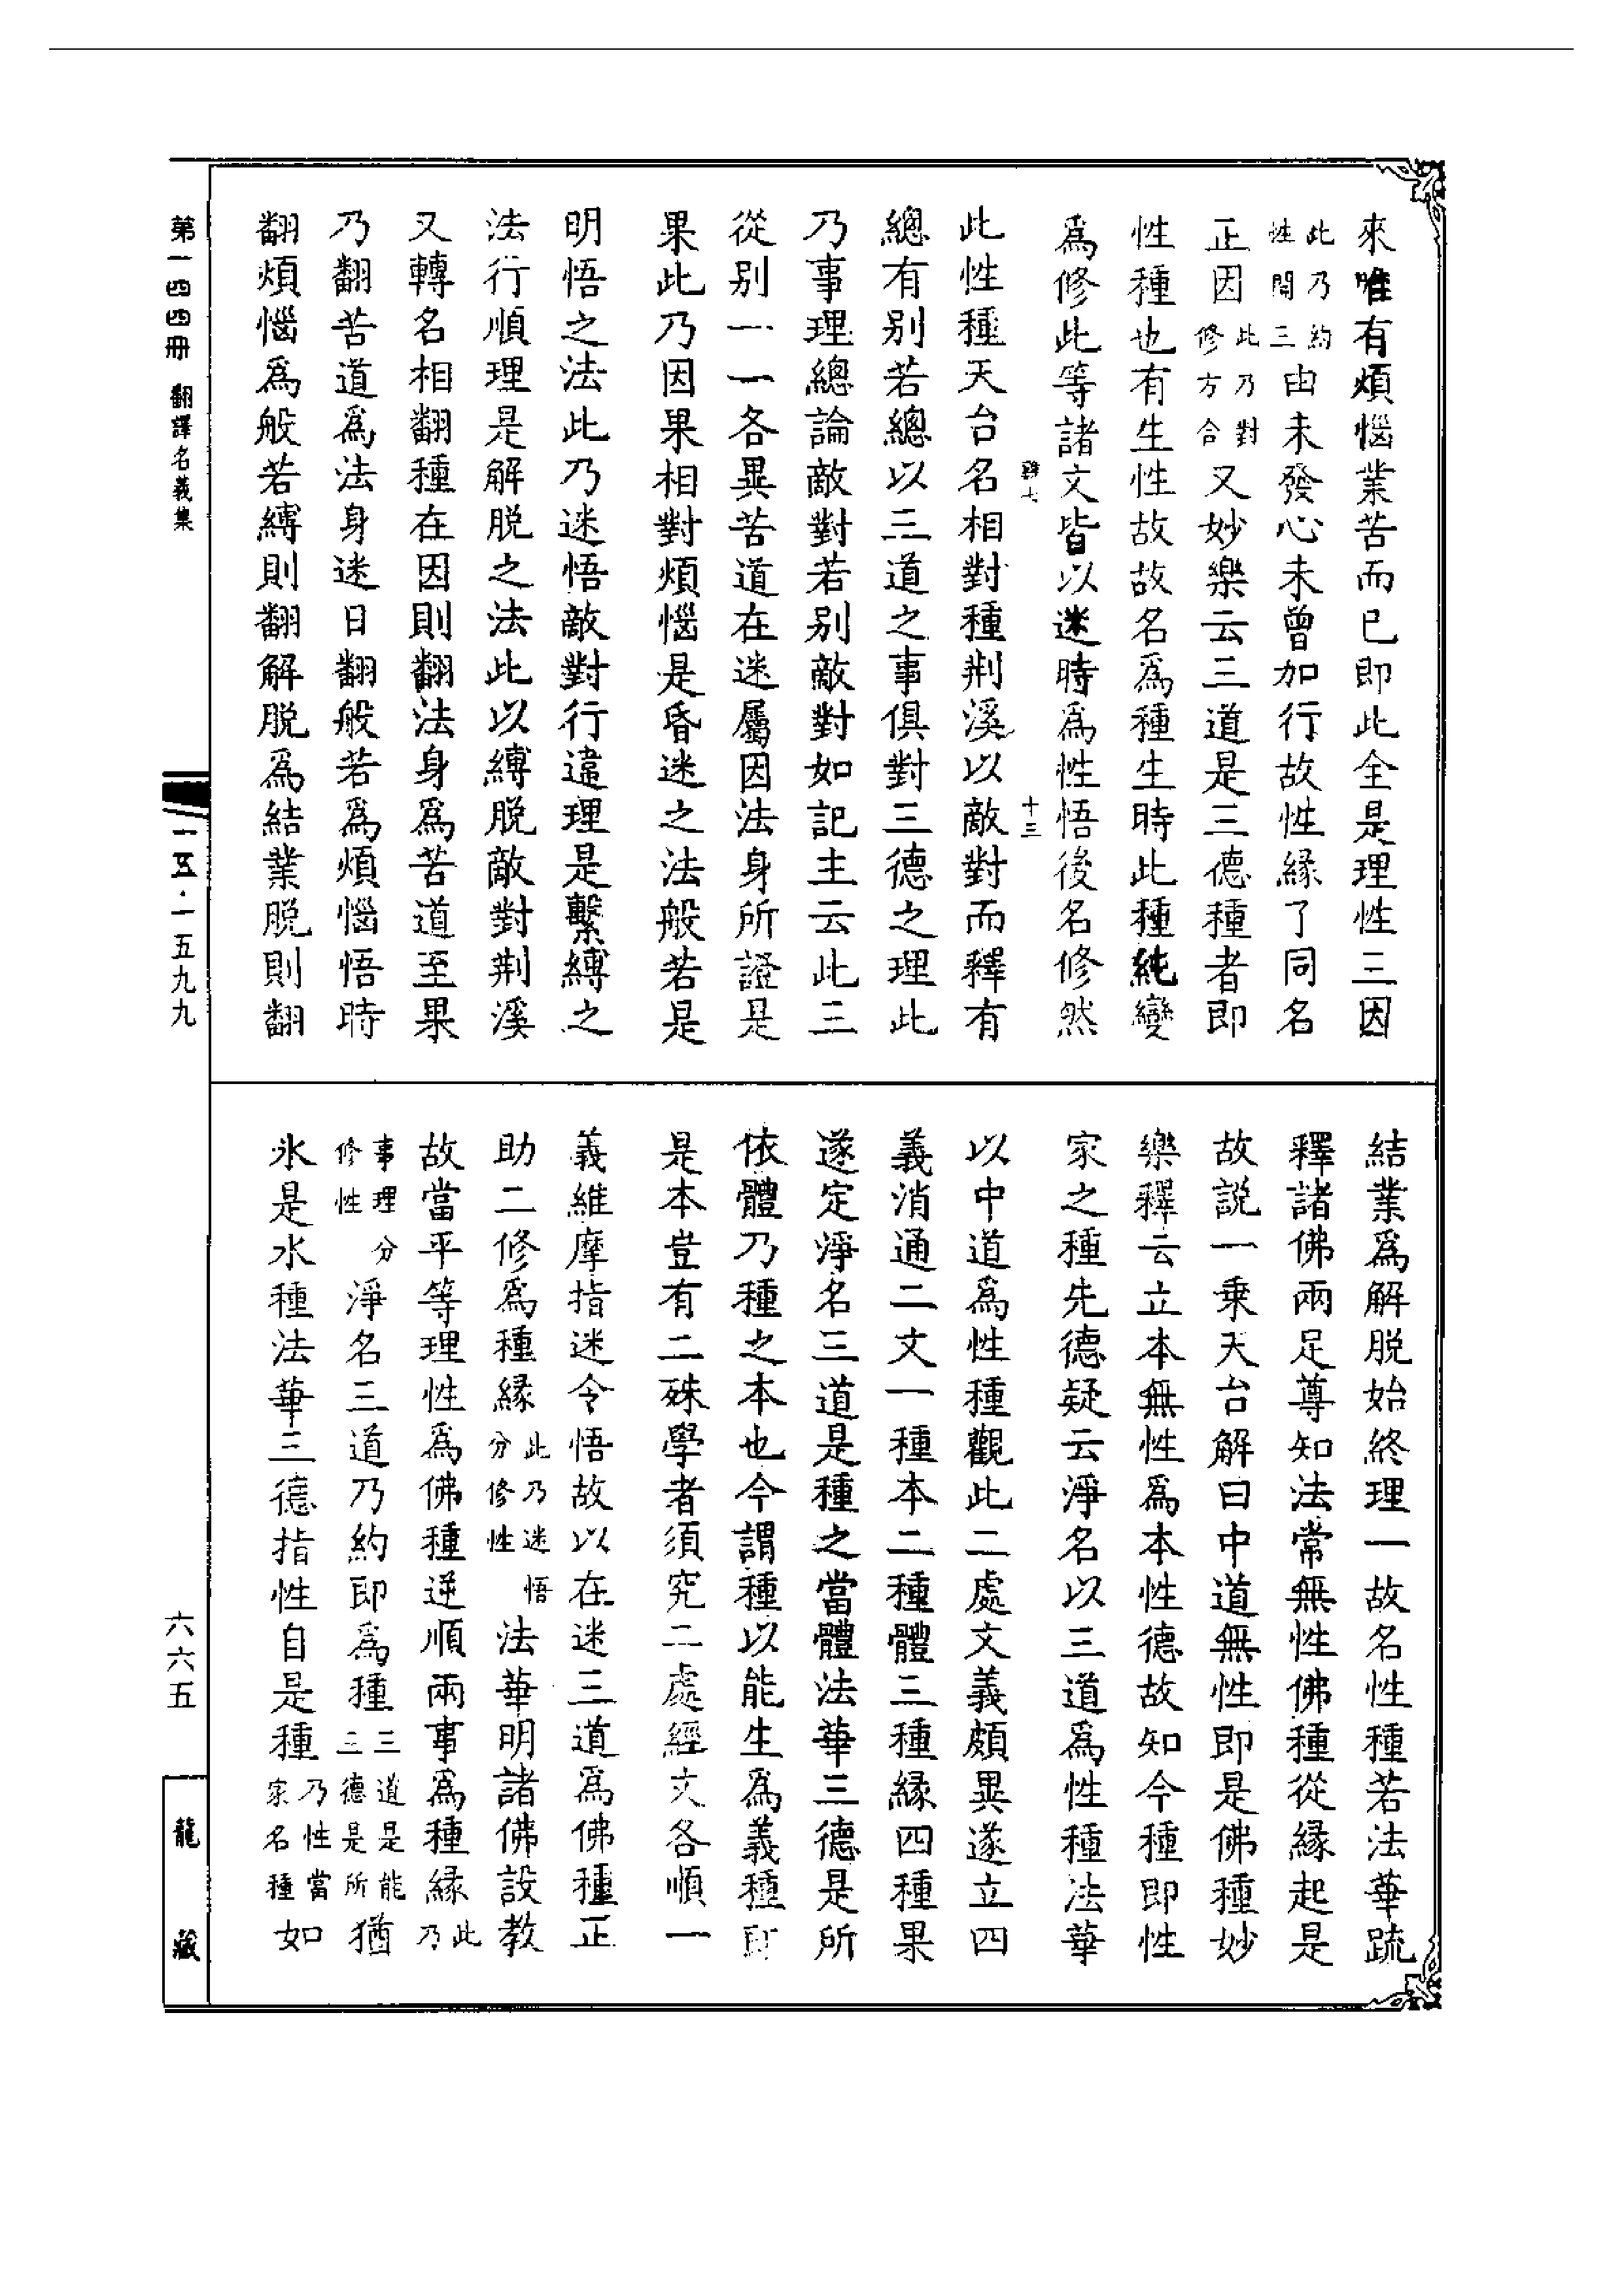 來唯有煩惱業苦而已即此全是理性三因
此乃約
性開三
由未發心未曾加行故性緣了同名
正因
此乃對
修方合
又妙樂云三道是三德種者即
性種也有生性故故名為種生時此種純變
為修此等諸文皆以迷時為性悟後名修然
雞七
十三
此性種天台名相對種荆溪以敵對而釋有
總有別若總以三道之事俱對三德之理此
乃事理總論敵對若別敵對如記主云此三
從別一一各異苦道在迷屬因法身所證是
果此乃因果相對煩惱是昏迷之法般若是
明悟之法此乃迷悟敵對行違理是繫縛之
法行順理是解脫之法此以縛脫敵對荆溪
又轉名相翻種在因則翻法身為苦道至果
乃翻苦道為法身迷日翻般若為煩惱悟時
翻煩惱為般若縛則翻解脫為結業脫則翻
結業為解脫始終理一故名性種若法華疏
釋諸佛兩足尊知法常無性佛種從緣起是
故說一乘天台解曰中道無性即是佛種妙
樂釋云立本無性為本性德故知今種即性
家之種先德疑云淨名以三道為性種法華
以中道為性種觀此二處文義頗異遂立四
義消通二文一種本二種體三種緣四種果
遂定淨名三道是種之當體法華三德是所
依體乃種之本也今謂種以能生為義種
是本豈有二殊學者須究二處經文各順一
義維摩指迷令悟故以在迷三道為佛種正
助二修為種緣
此乃迷悟
分修性
法華明諸佛設教
故當平等理性為佛種逆順兩事為種緣
此
乃
事理分
修性
淨名三道乃約即為種
三道是能
三德是所
猶
氷是水種法華三德指性自是種
乃性當
家名種
如
第一四四冊 翻譯名義集
一五五·一五九九
六六五
龍藏